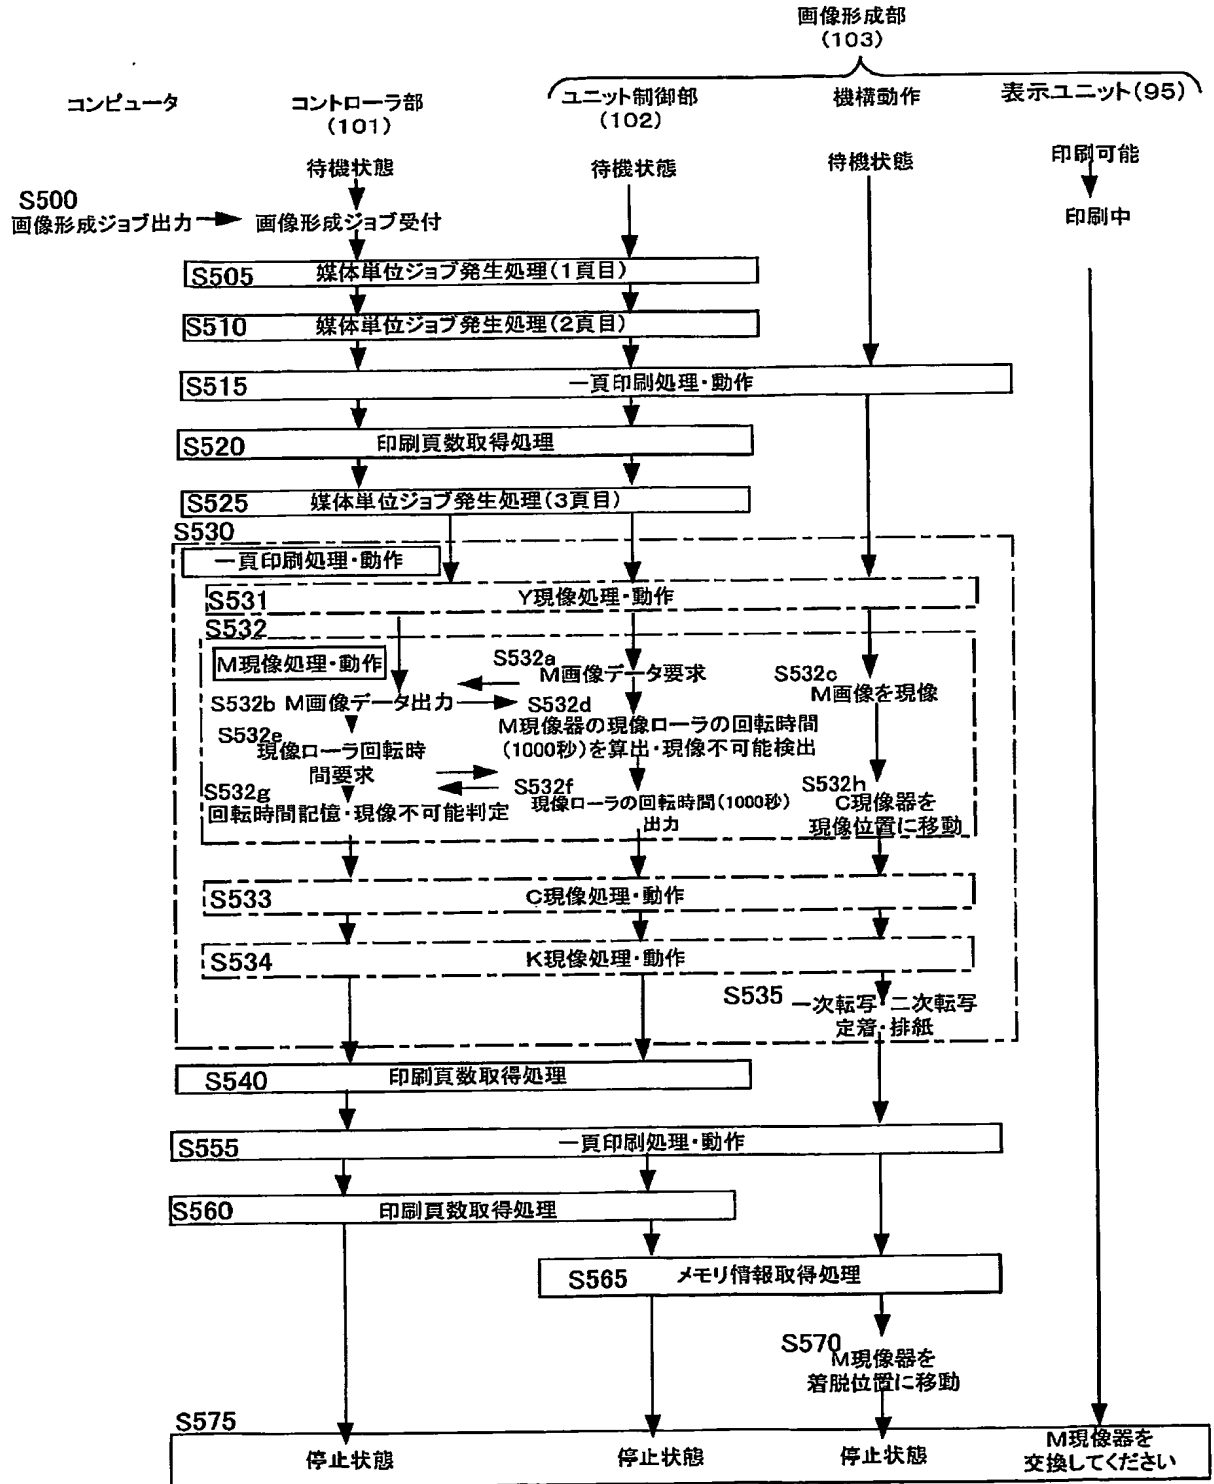 画像形成部
(103)
コンピュータ
コントローラ部
(101)
ユニット制御部
(102)
機構動作
表示ユニット(95)
待機状態
待機状態
待機状態
印刷可能
印刷中
S500
画像形成ジョブ出力
画像形成ジョブ受付
S505
媒体単位ジョブ発生処理(1頁目)
S510
媒体単位ジョブ発生処理(2頁目)
S515
一頁印刷処理・動作
S520
印刷頁数取得処理
S525
媒体単位ジョブ発生処理(3頁目)
S530
一頁印刷処理・動作
S531
Y現像処理・動作
S532
M現像処理・動作
S532a
M画像データ要求
S532c
M画像を現像
S532b
M画像データ出力
S532d
M現像器の現像ローラの回転時間
(1000秒)を算出・現像不可能検出
S532e
現像ローラ回転時
間要求
S532f
現像ローラの回転時間(1000秒)
出力
S532g
回転時間記憶・現像不可能判定
S532h
C現像器を
現像位置に移動
S533
C現像処理・動作
S534
K現像処理・動作
S535
一次転写・二次転写
定着・排紙
S540
印刷頁数取得処理
S555
一頁印刷処理・動作
S560
印刷頁数取得処理
S565
メモリ情報取得処理
S570
M現像器を
着脱位置に移動
S575
停止状態
停止状態
停止状態
M現像器を
交換してください